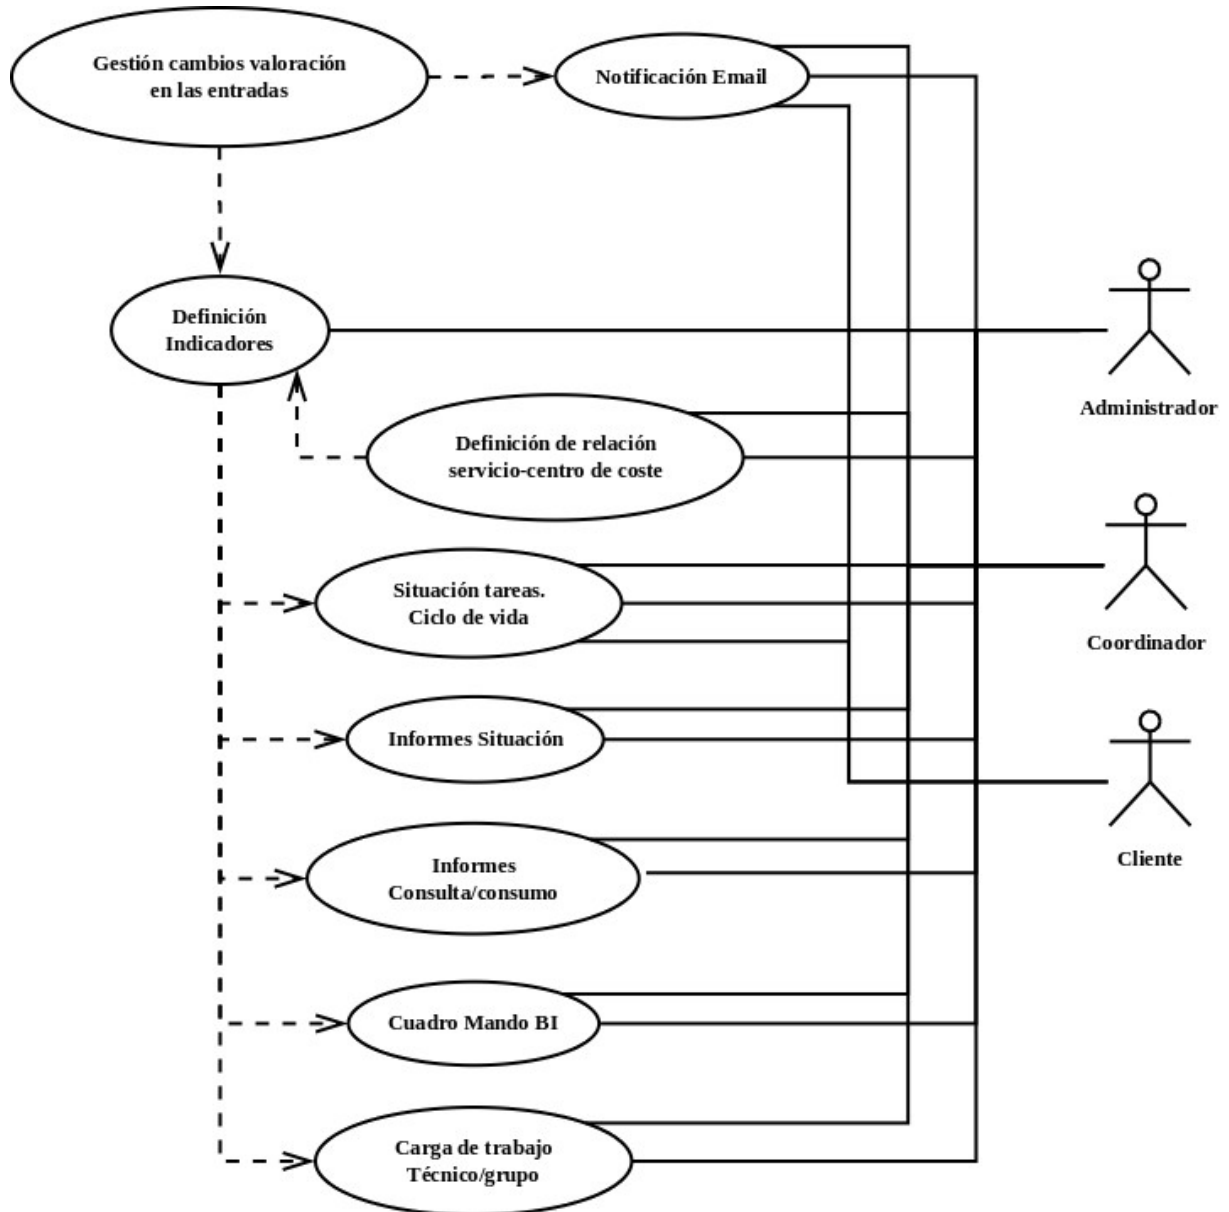 Gestión cambios valoración
en las entradas
Notificación Email
Definición
Indicadores
Administrador
Definición de relación
servicio-centro de coste
Situación tareas.
Ciclo de vida
Coordinador
Informes Situación
Cliente
Informes
Consulta/consumo
Cuadro Mando BI
Carga de trabajo
Técnico/grupo